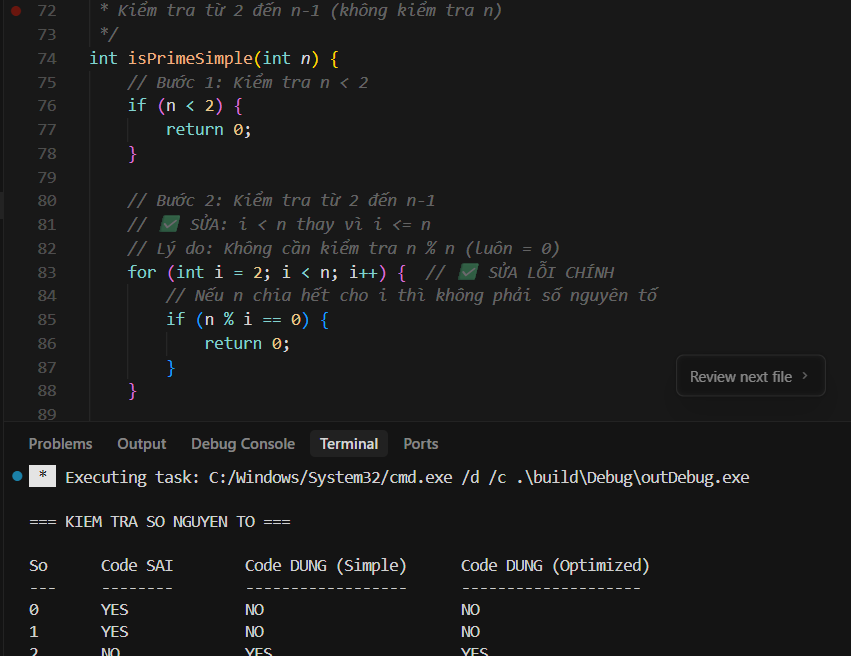 72 * Kiểm tra từ 2 đến n-1 (không kiểm tra n)
73 */
74 int isPrimeSimple(int n) {
75 // Bước 1: Kiểm tra n < 2
76 if (n < 2) {
77 return 0;
78 }
79
80 // Bước 2: Kiểm tra từ 2 đến n-1
81 // ✅ SỬA: i < n thay vì i <= n
82 // Lý do: Không cần kiểm tra n % n (luôn = 0)
83 for (int i = 2; i < n; i++) { // ✅ SỬA LỖI CHÍNH
84 // Nếu n chia hết cho i thì không phải số nguyên tố
85 if (n % i == 0) {
86 return 0;
87 }
88 }
89
Review next file >
Problems Output Debug Console Terminal Ports
* Executing task: C:/Windows/System32/cmd.exe /d /c .\build\Debug\outDebug.exe
=== KIEM TRA SO NGUYEN TO ===
So Code SAI Code DUNG (Simple) Code DUNG (Optimized)
--- -------- ------------------ --------------------
0 YES NO NO
1 YES NO NO
2 NO YES YES